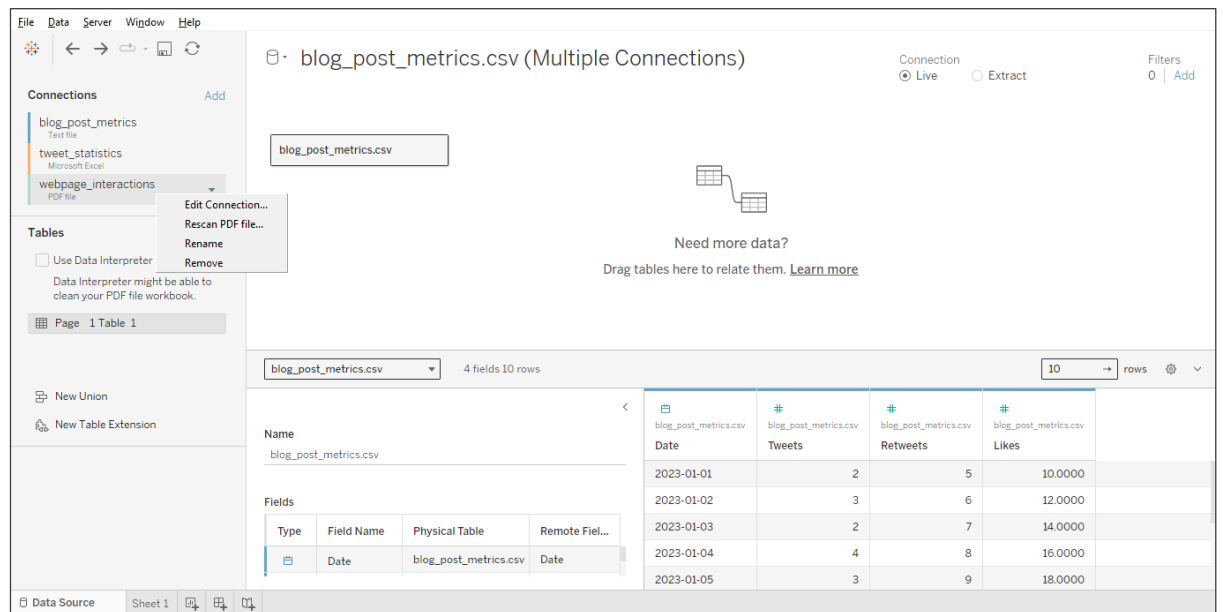 File Data Server Window Help
blog_post_metrics.csv (Multiple Connections)
Connection
Live Extract
Filters
0 Add
Connections Add
blog_post_metrics
Text file
tweet_statistics
Microsoft Excel
webpage_interactions
PDF file
Edit Connection...
Rescan PDF file...
Rename
Remove
Tables
Use Data Interpreter
Data Interpreter might be able to
clean your PDF file workbook.
Page 1 Table 1
New Union
New Table Extension
blog_post_metrics.csv
Need more data?
Drag tables here to relate them. Learn more
blog_post_metrics.csv 4 fields 10 rows 10 → rows
Name
blog_post_metrics.csv
Fields
Type Field Name Physical Table Remote Fiel...
Date blog_post_metrics.csv Date
blog_post_metrics.csv blog_post_metrics.csv blog_post_metrics.csv blog_post_metrics.csv
Date Tweets Retweets Likes
2023-01-01 2 5 10.0000
2023-01-02 3 6 12.0000
2023-01-03 2 7 14.0000
2023-01-04 4 8 16.0000
2023-01-05 3 9 18.0000
Data Source Sheet 1